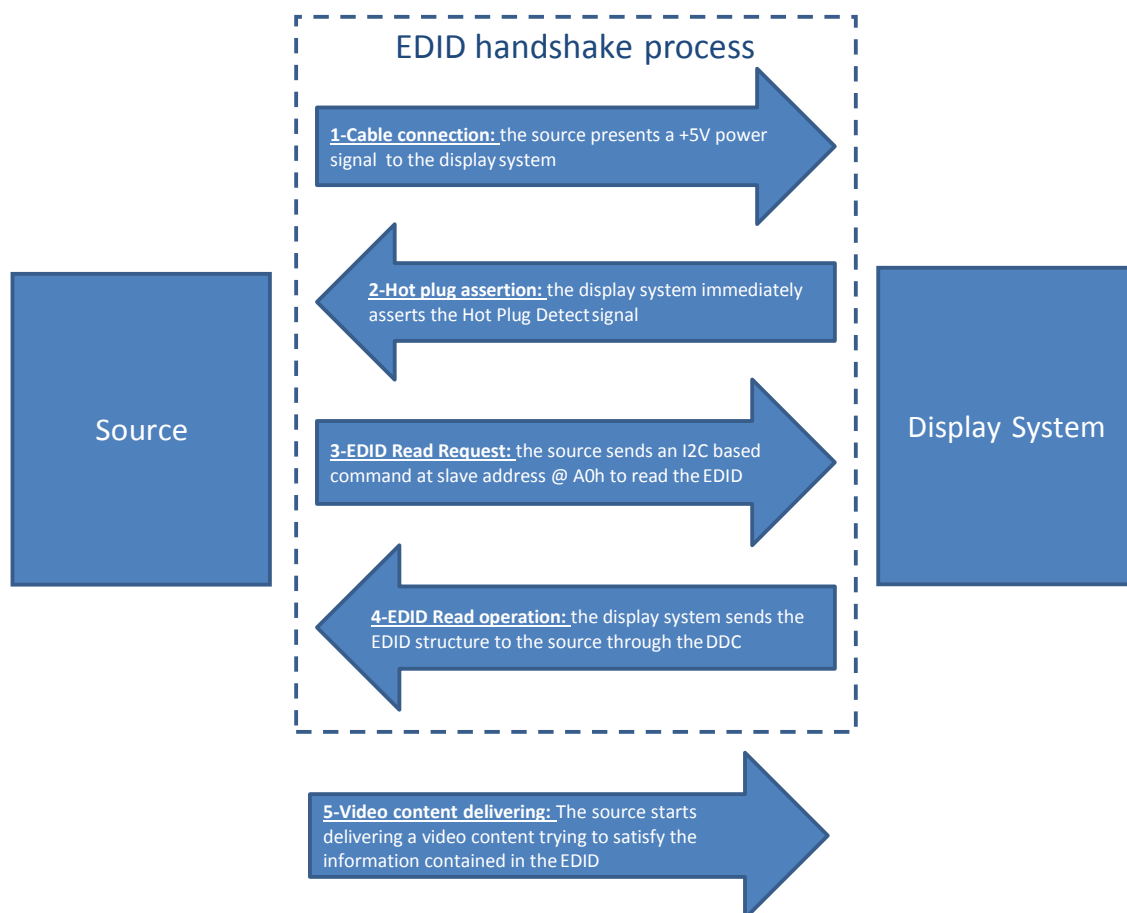 EDID handshake process
1-Cable connection: the source presents a +5V power
signal to the display system
2-Hot plug assertion: the display system immediately
asserts the Hot Plug Detect signal
Source
Display System
3-EDID Read Request: the source sends an I2C based
command at slave address @ A0h to read the EDID
4-EDID Read operation: the display system sends the
EDID structure to the source through the DDC
5-Video content delivering: The source starts
delivering a video content trying to satisfy the
information contained in the EDID